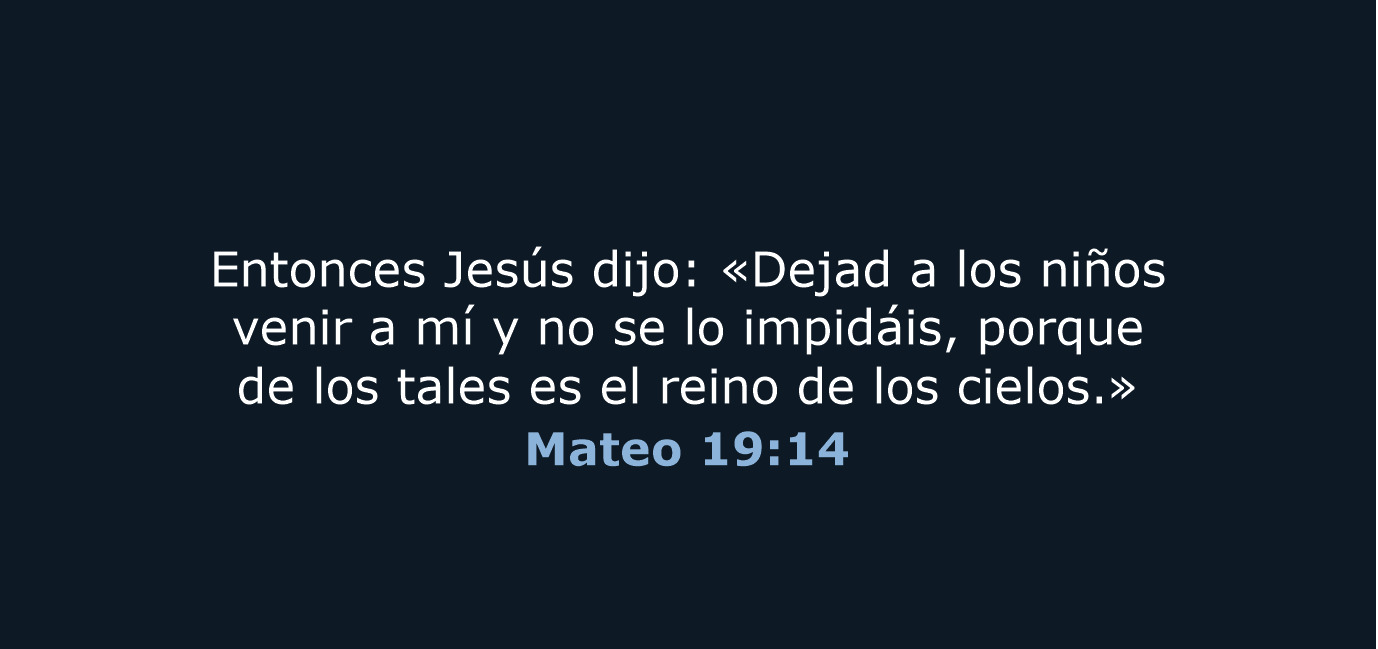 Entonces Jesús dijo: «Dejad a los niños
venir a mí y no se lo impidáis, porque
de los tales es el reino de los cielos.»
Mateo 19:14